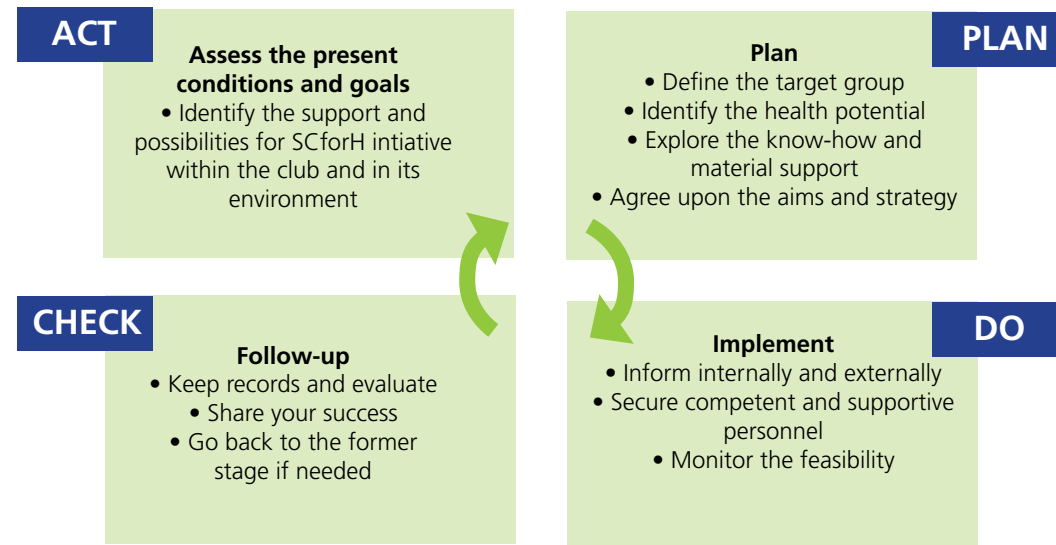 ACT
Assess the present
conditions and goals
• Identify the support and
possibilities for SCforH intiative
within the club and in its
environment
PLAN
Plan
• Define the target group
• Identify the health potential
• Explore the know-how and
material support
• Agree upon the aims and strategy
CHECK
Follow-up
• Keep records and evaluate
• Share your success
• Go back to the former
stage if needed
DO
Implement
• Inform internally and externally
• Secure competent and supportive
personnel
• Monitor the feasibility